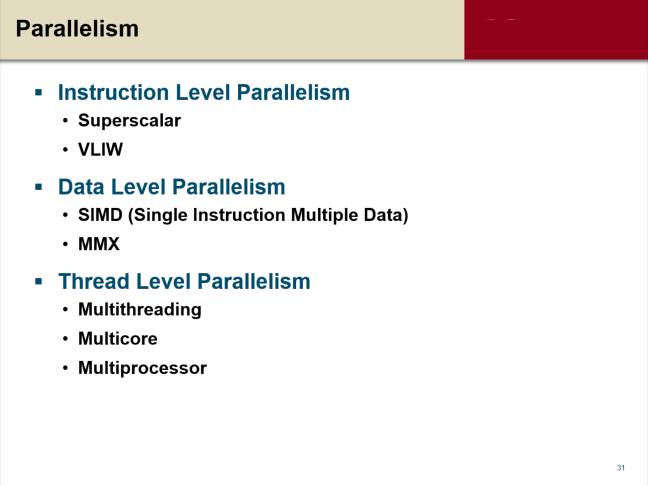 Parallelism
▪ Instruction Level Parallelism
• Superscalar
• VLIW
▪ Data Level Parallelism
• SIMD (Single Instruction Multiple Data)
• MMX
▪ Thread Level Parallelism
• Multithreading
• Multicore
• Multiprocessor
31